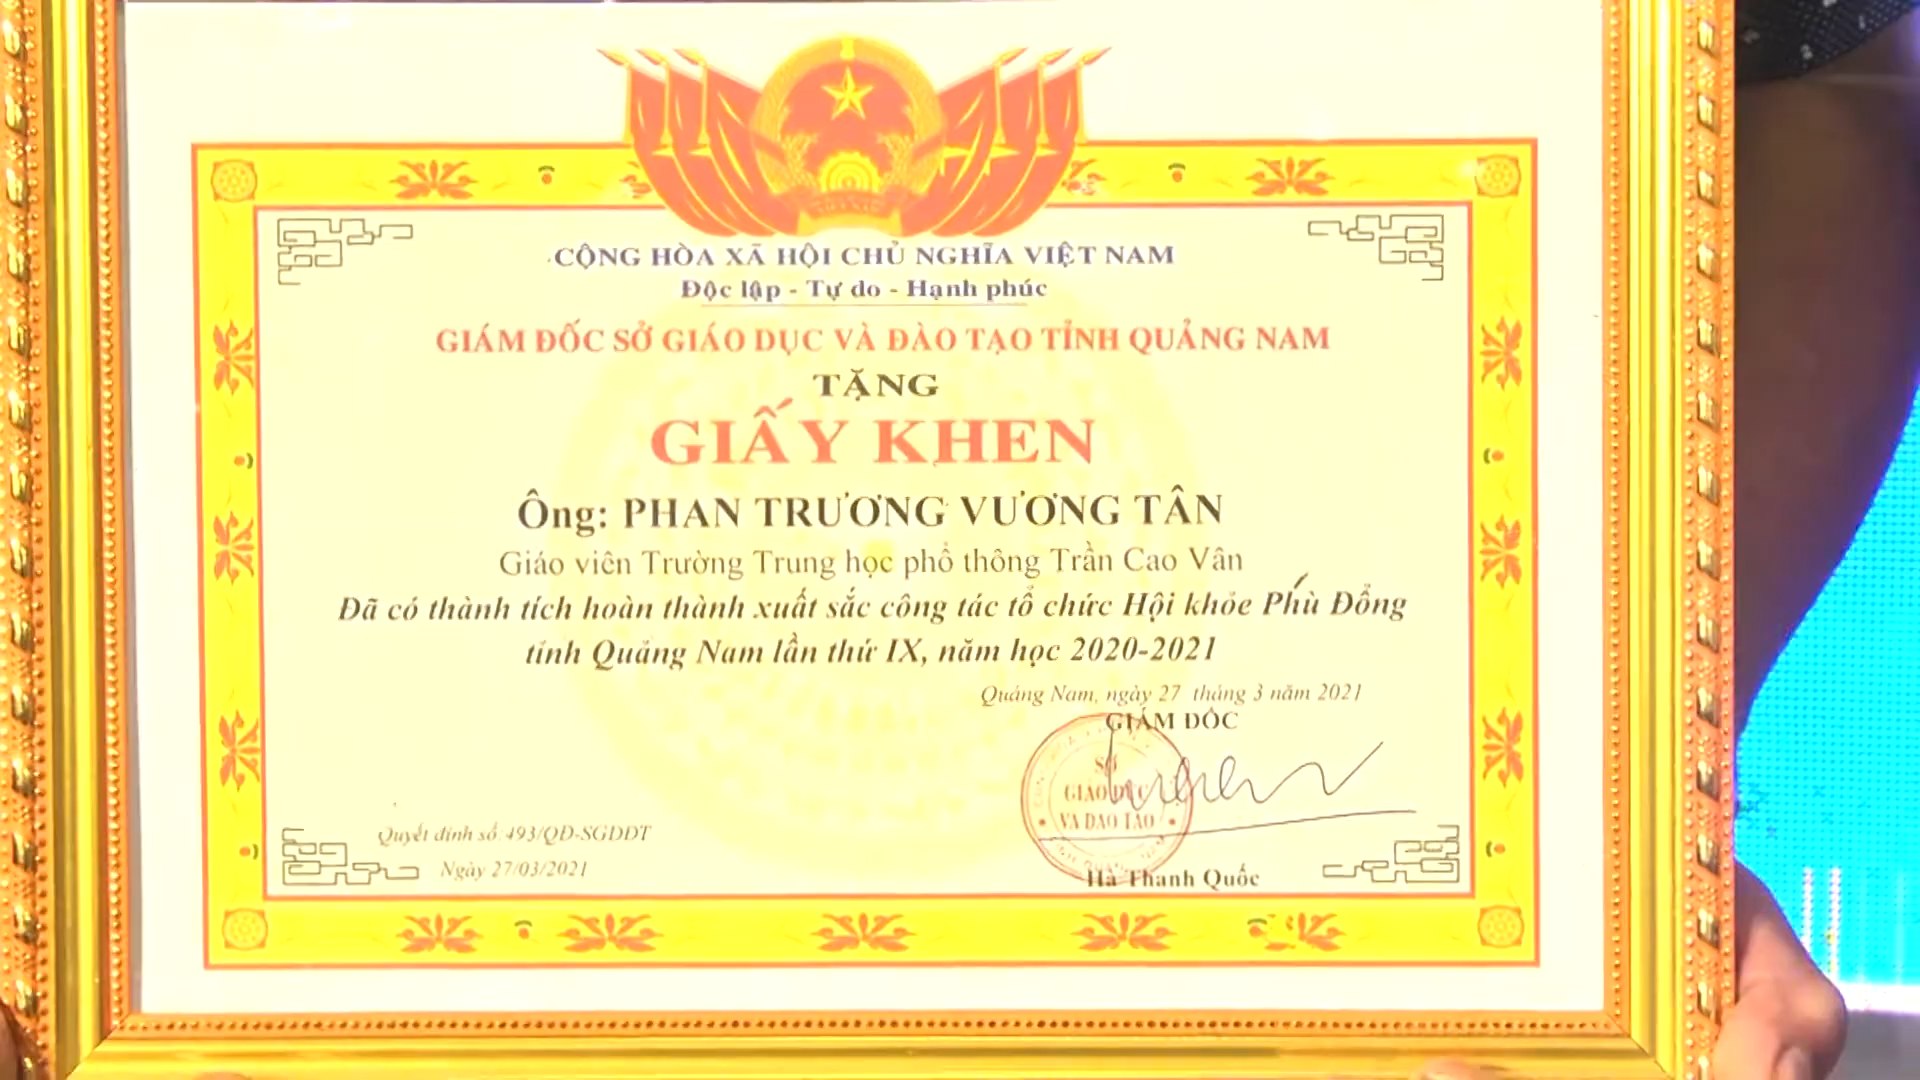 CỘNG HÒA XÃ HỘI CHỦ NGHĨA VIỆT NAM
Độc lập - Tự do - Hạnh phúc
GIÁM ĐỐC SỞ GIÁO DỤC VÀ ĐÀO TẠO TỈNH QUẢNG NAM
TẶNG
GIẤY KHEN
Ông: PHAN TRƯƠNG VƯƠNG TÂN
Giáo viên Trường Trung học phổ thông Trần Cao Vân
Đã có thành tích hoàn thành xuất sắc công tác tổ chức Hội khỏe Phù Đổng
tỉnh Quảng Nam lần thứ IX, năm học 2020-2021
Quảng Nam, ngày 27 tháng 3 năm 2021
GIÁM ĐỐC
SỞ
GIÁO DỤC
VÀ ĐÀO TẠO
Quyết định số: 493/QĐ-SGDĐT
Ngày 27/03/2021
Hà Thanh Quốc